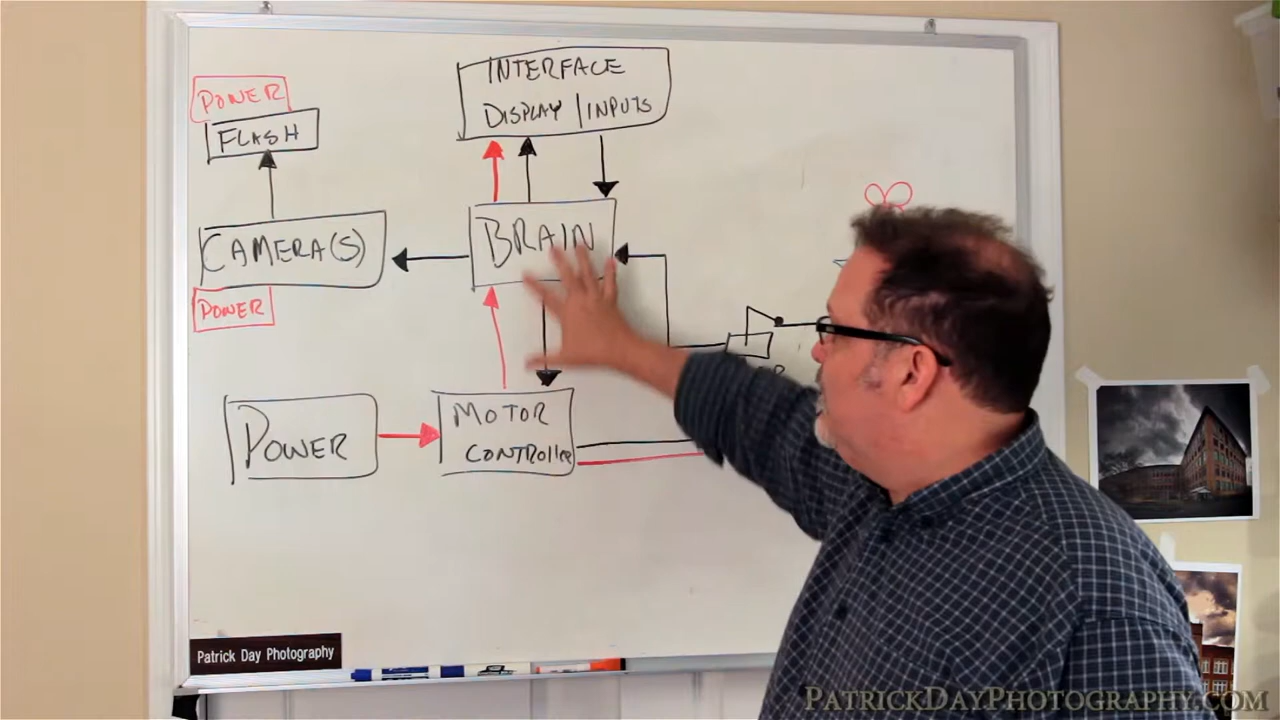 POWER
FLASH
INTERFACE
DISPLAY | INPUTS
CAMERA(S)
BRAIN
POWER
POWER
MOTOR
CONTROLLER
Patrick Day Photography
PATRICKDAYPHOTOGRAPHY.COM